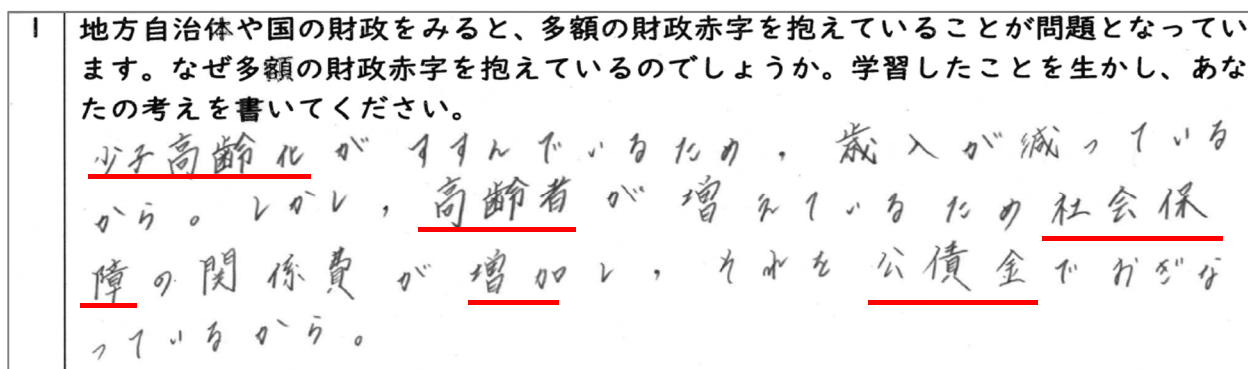 1 地方自治体や国の財政をみると、多額の財政赤字を抱えていることが問題となってい
ます。なぜ多額の財政赤字を抱えているのでしょうか。学習したことを生かし、あな
たの考えを書いてください。
少子高齢化がすすんでいるため、歳入が減っている
から。しかし、高齢者が増えているため社会保
障の関係費が増加し、それを公債金でおぎな
っているから。